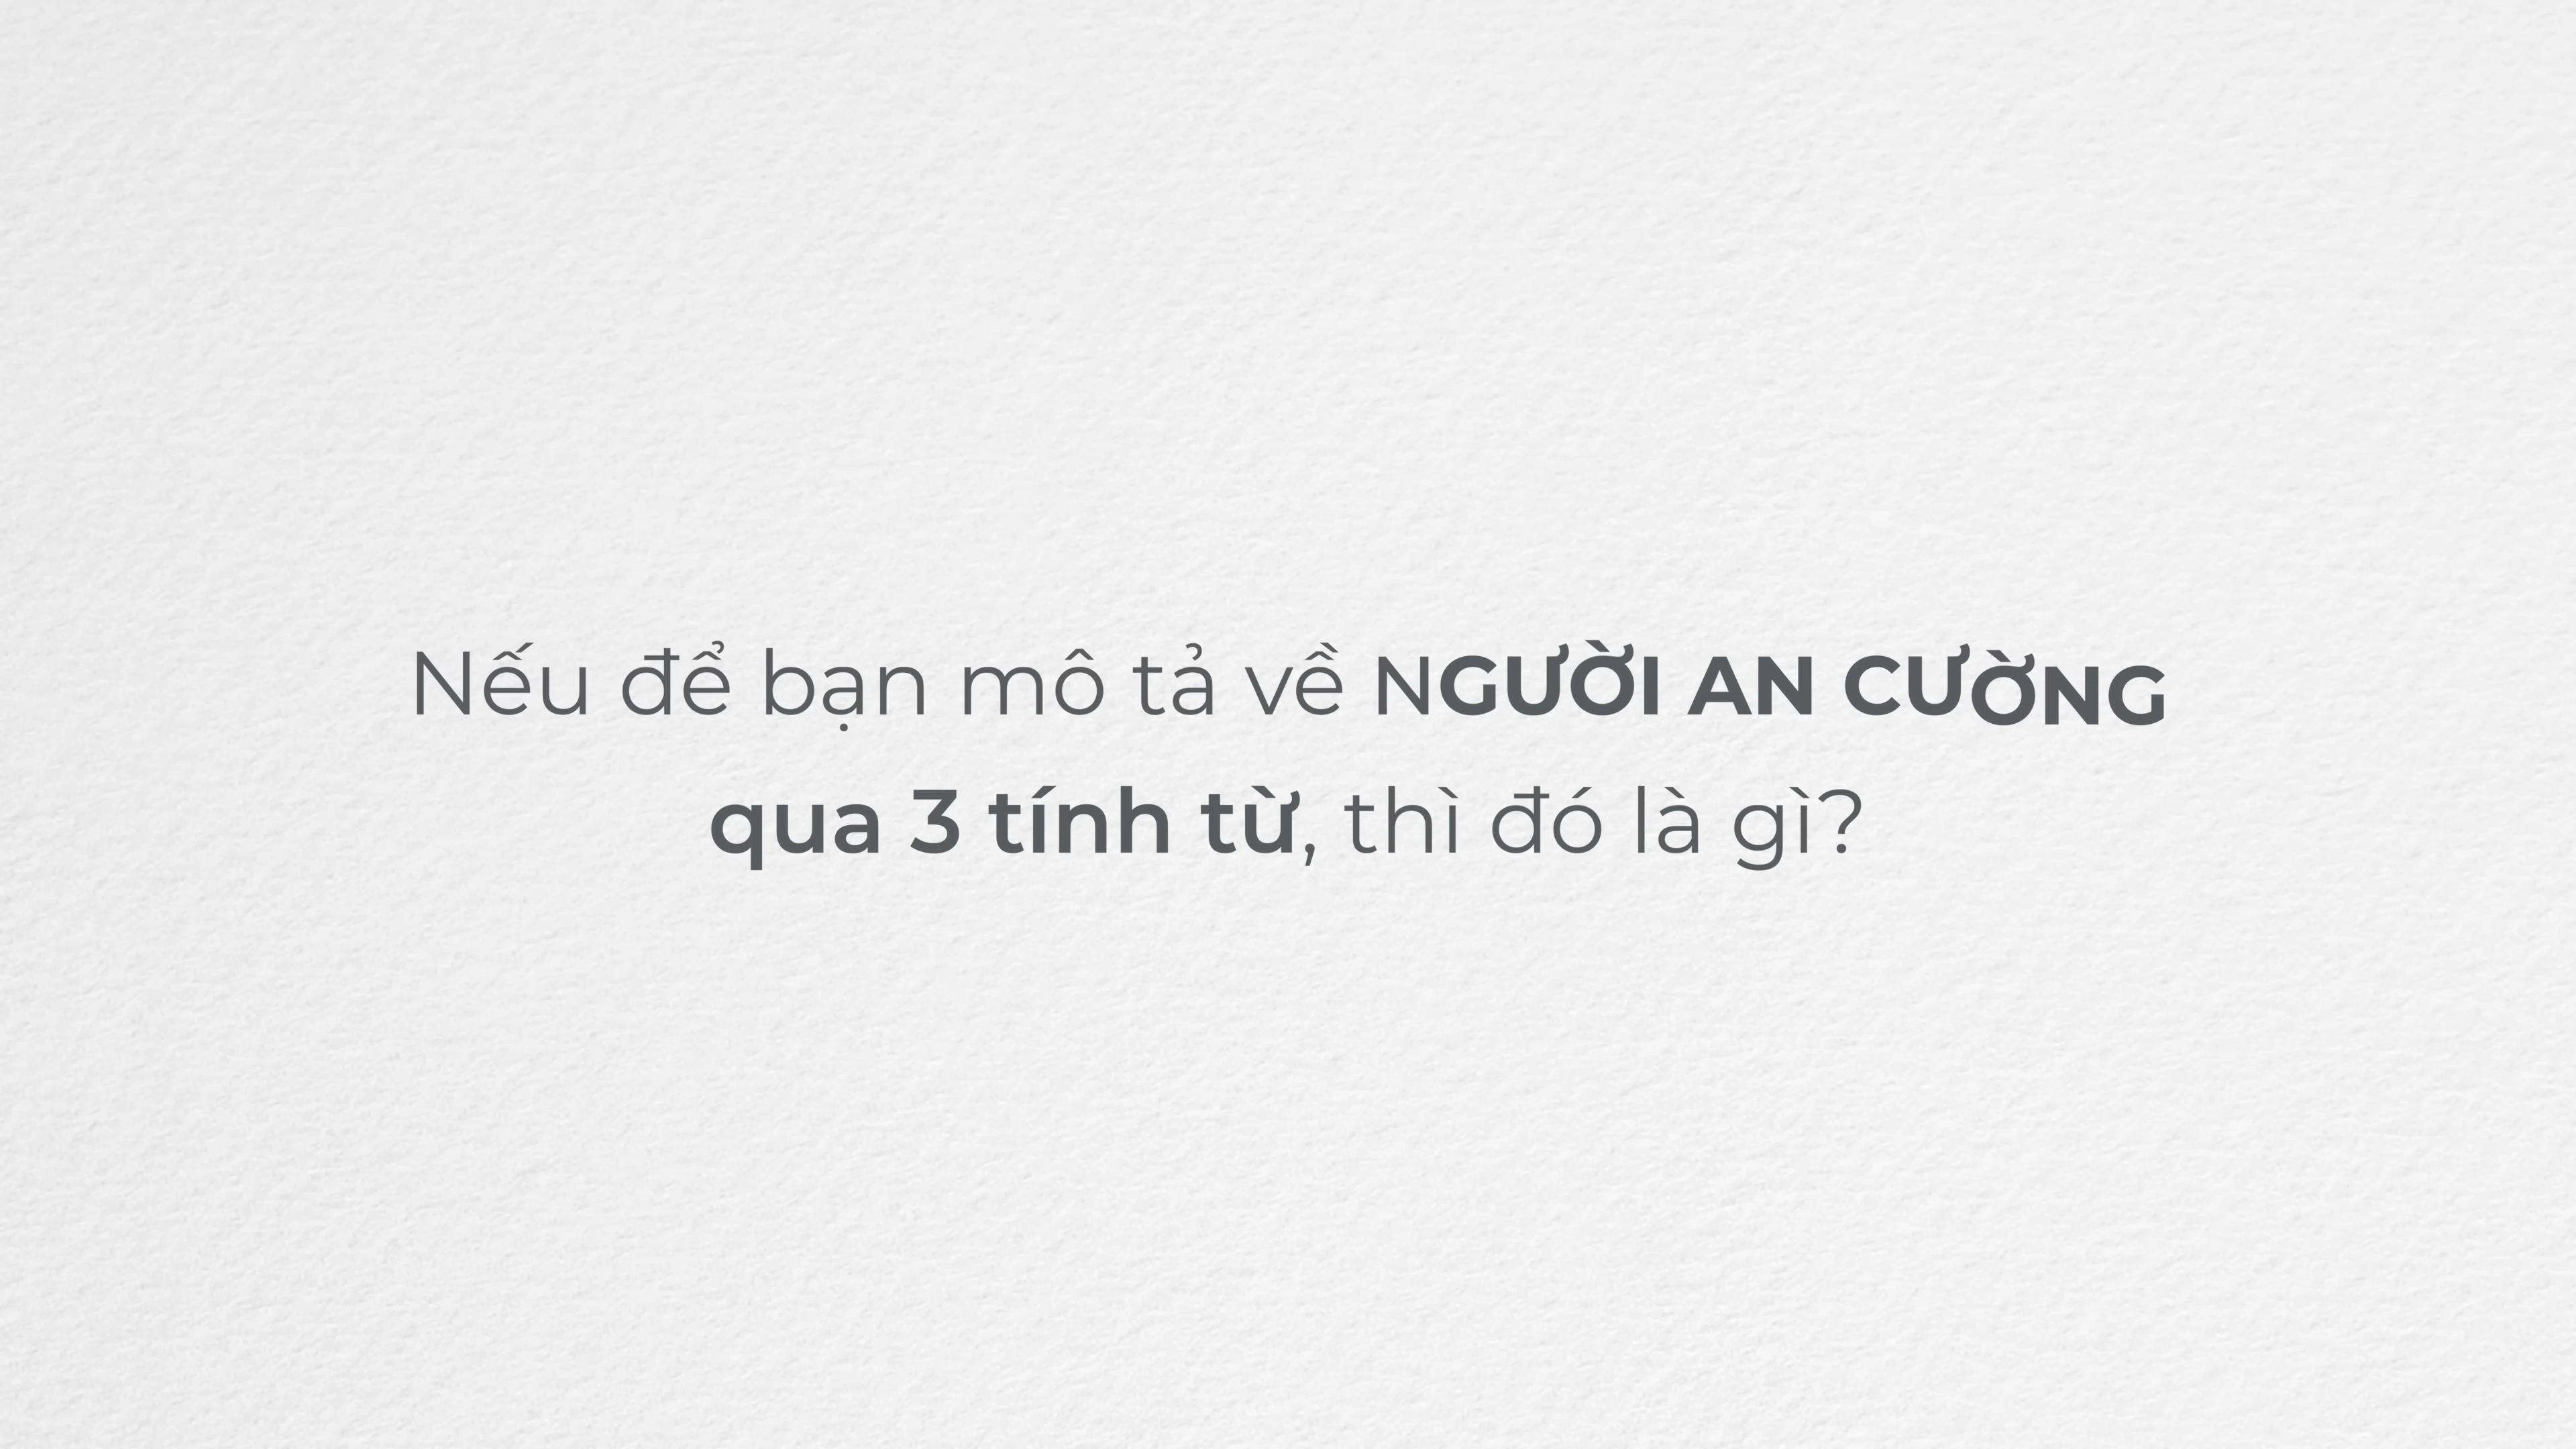 Nếu để bạn mô tả về NGƯỜI AN CƯỜNG
qua 3 tính từ, thì đó là gì?